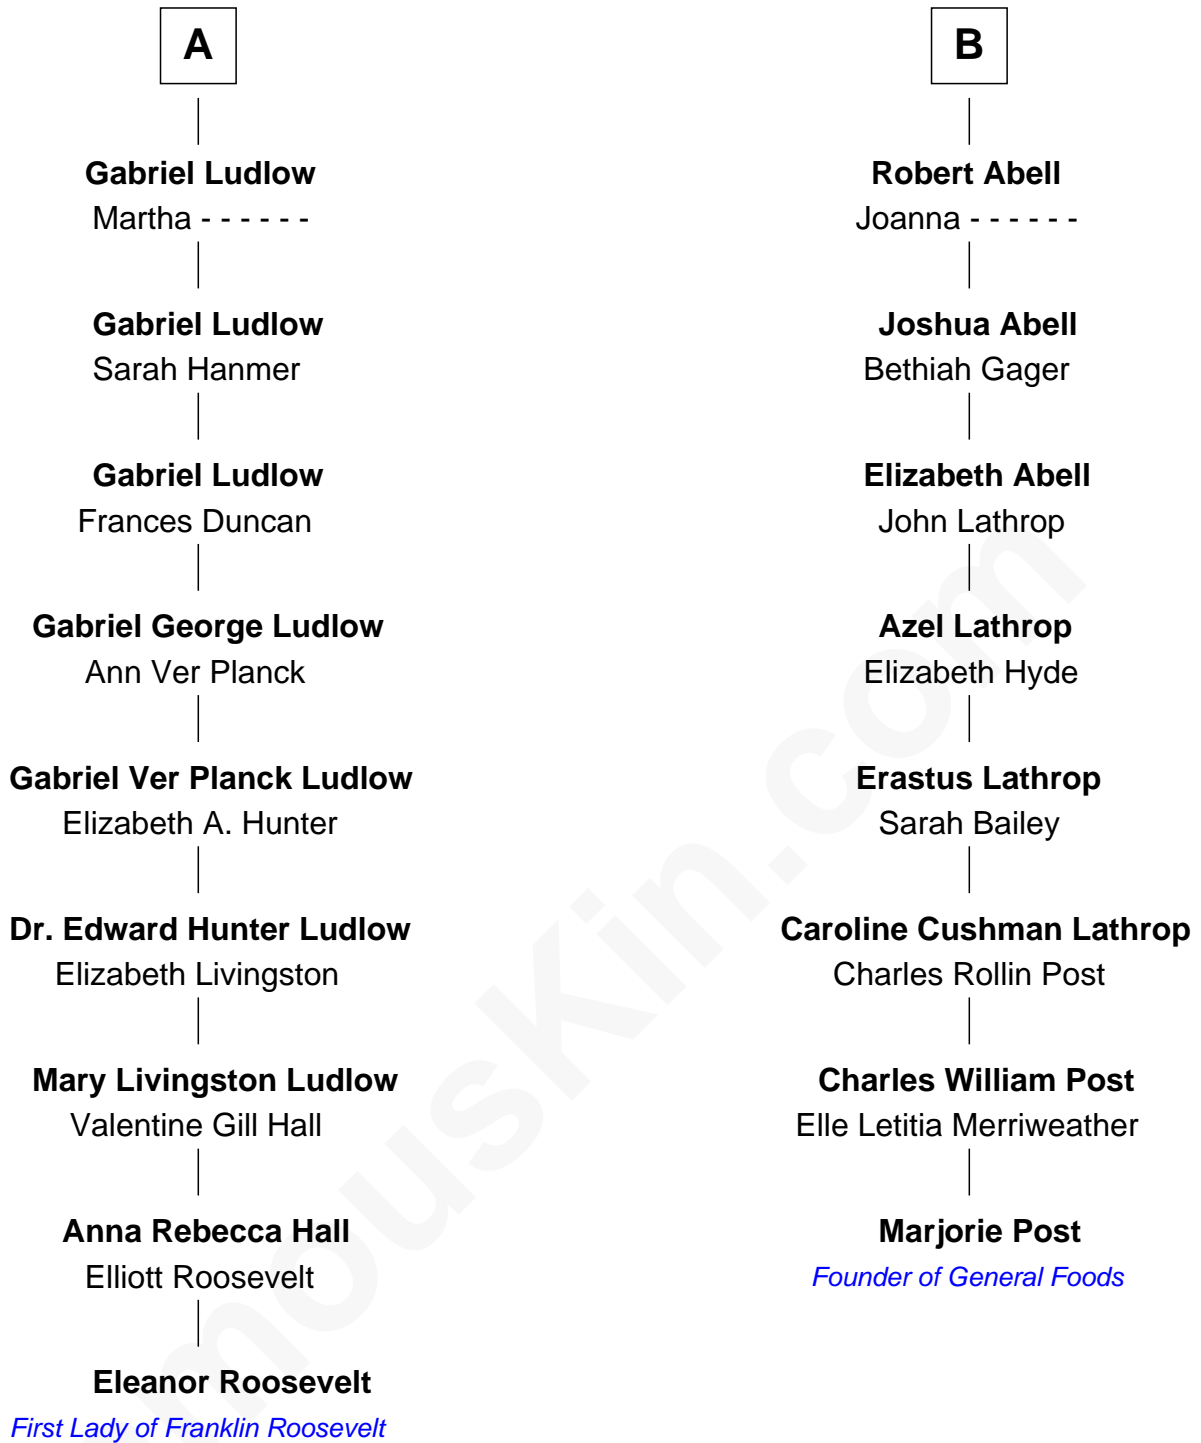 A
Gabriel Ludlow
Martha - - - - - -
Gabriel Ludlow
Sarah Hanmer
Gabriel Ludlow
Frances Duncan
Gabriel George Ludlow
Ann Ver Planck
Gabriel Ver Planck Ludlow
Elizabeth A. Hunter
Dr. Edward Hunter Ludlow
Elizabeth Livingston
Mary Livingston Ludlow
Valentine Gill Hall
Anna Rebecca Hall
Elliott Roosevelt
Eleanor Roosevelt
First Lady of Franklin Roosevelt
B
Robert Abell
Joanna - - - - - -
Joshua Abell
Bethiah Gager
Elizabeth Abell
John Lathrop
Azel Lathrop
Elizabeth Hyde
Erastus Lathrop
Sarah Bailey
Caroline Cushman Lathrop
Charles Rollin Post
Charles William Post
Elle Letitia Merriweather
Marjorie Post
Founder of General Foods
mouskin.com